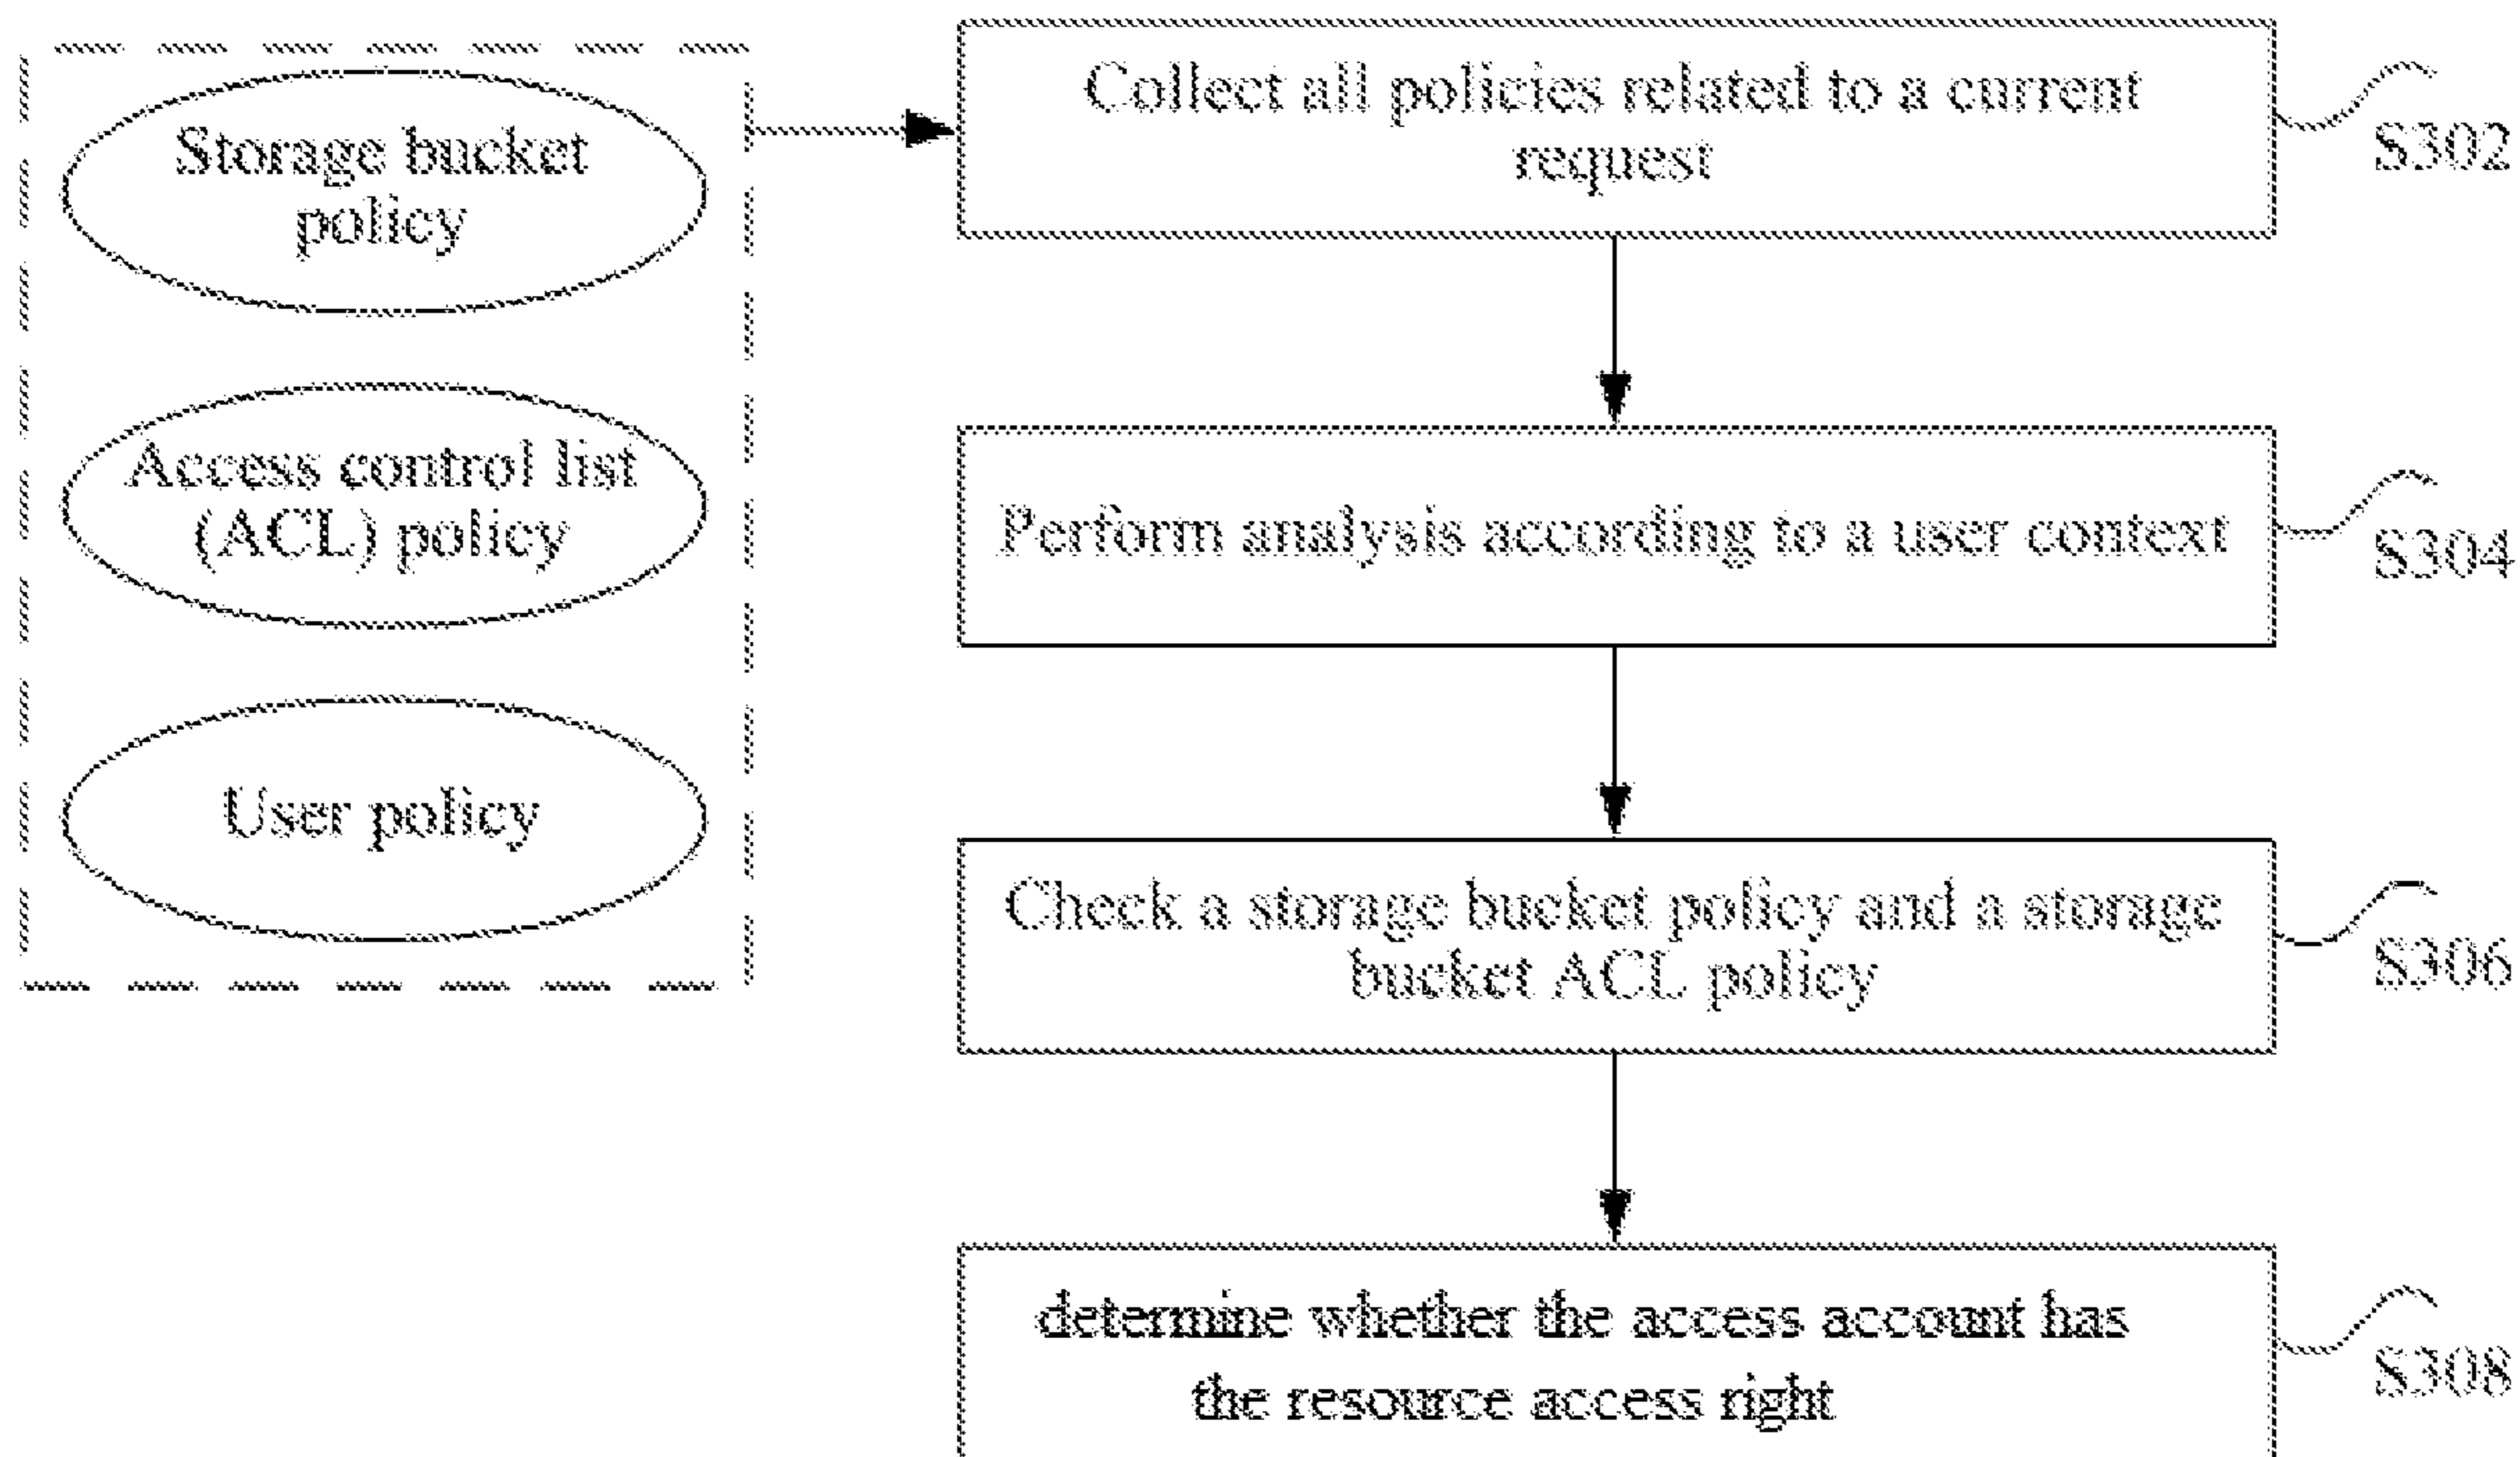 Storage bucket
policy
Access control list
(ACL) policy
User policy
Collect all policies related to a current
request
S302
Perform analysis according to a user context
S304
Check a storage bucket policy and a storage
bucket ACL policy
S306
determine whether the access account has
the resource access right
S308